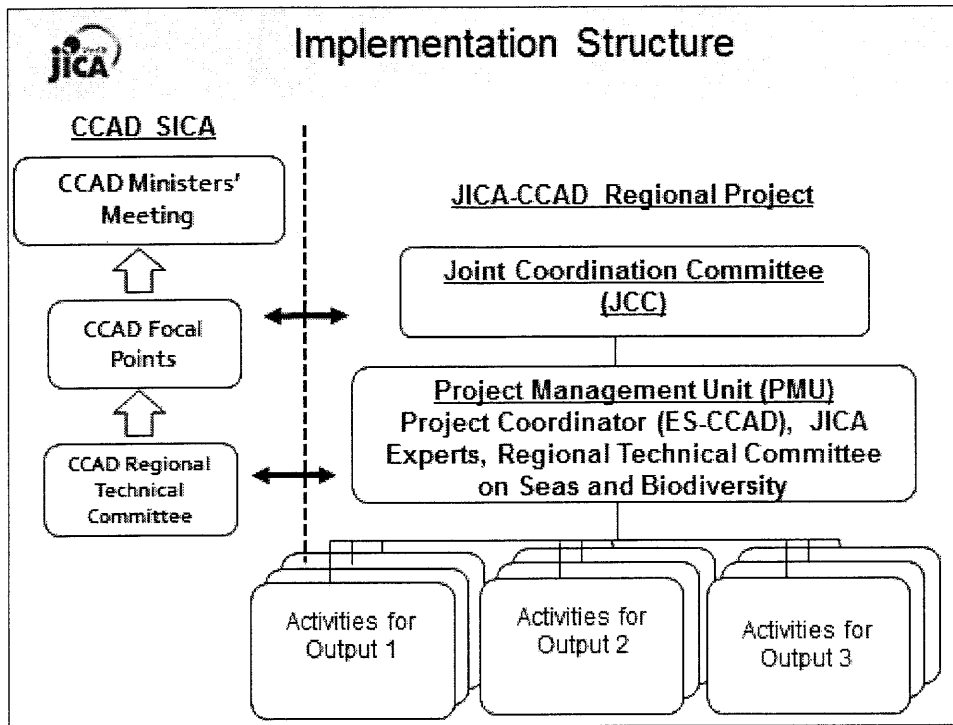 JICA
Implementation Structure
CCAD SICA
CCAD Ministers'
Meeting
CCAD Focal
Points
CCAD Regional
Technical
Committee
JICA-CCAD Regional Project
Joint Coordination Committee
(JCC)
Project Management Unit (PMU)
Project Coordinator (ES-CCAD), JICA
Experts, Regional Technical Committee
on Seas and Biodiversity
Activities for
Output 1
Activities for
Output 2
Activities for
Output 3